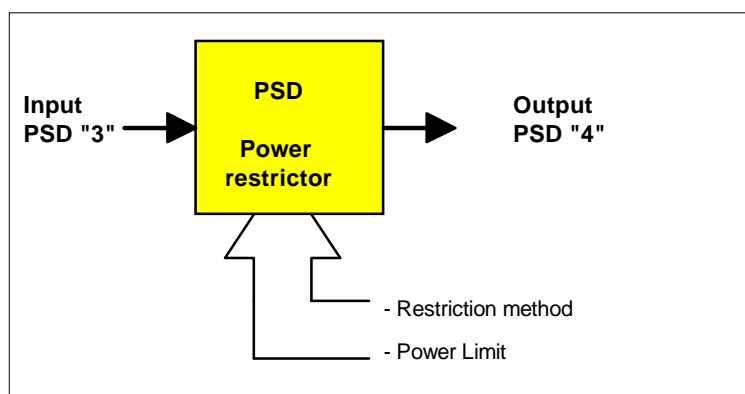 Input
PSD "3"
PSD
Power
restrictor
Output
PSD "4"
- Restriction method
- Power Limit